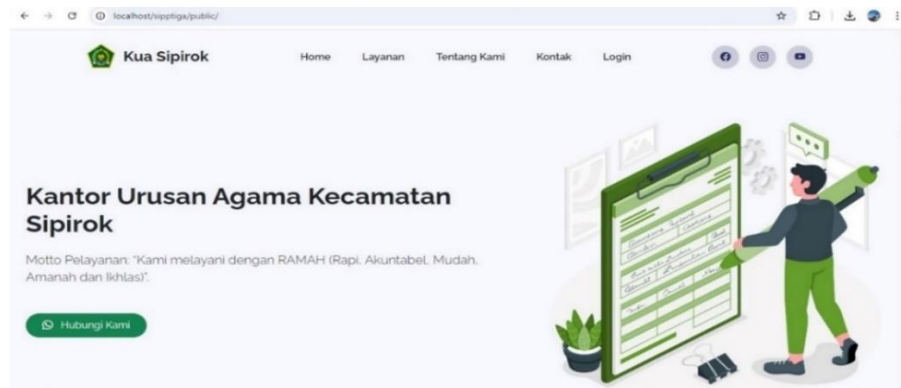 localhost/sipptiga/public/
Kua Sipirok
Home Layanan Tentang Kami Kontak Login
Kantor Urusan Agama Kecamatan
Sipirok
Motto Pelayanan: "Kami melayani dengan RAMAH (Rapi. Akuntabel. Mudah.
Amanah dan Ikhlas)".
Hubungi Kami